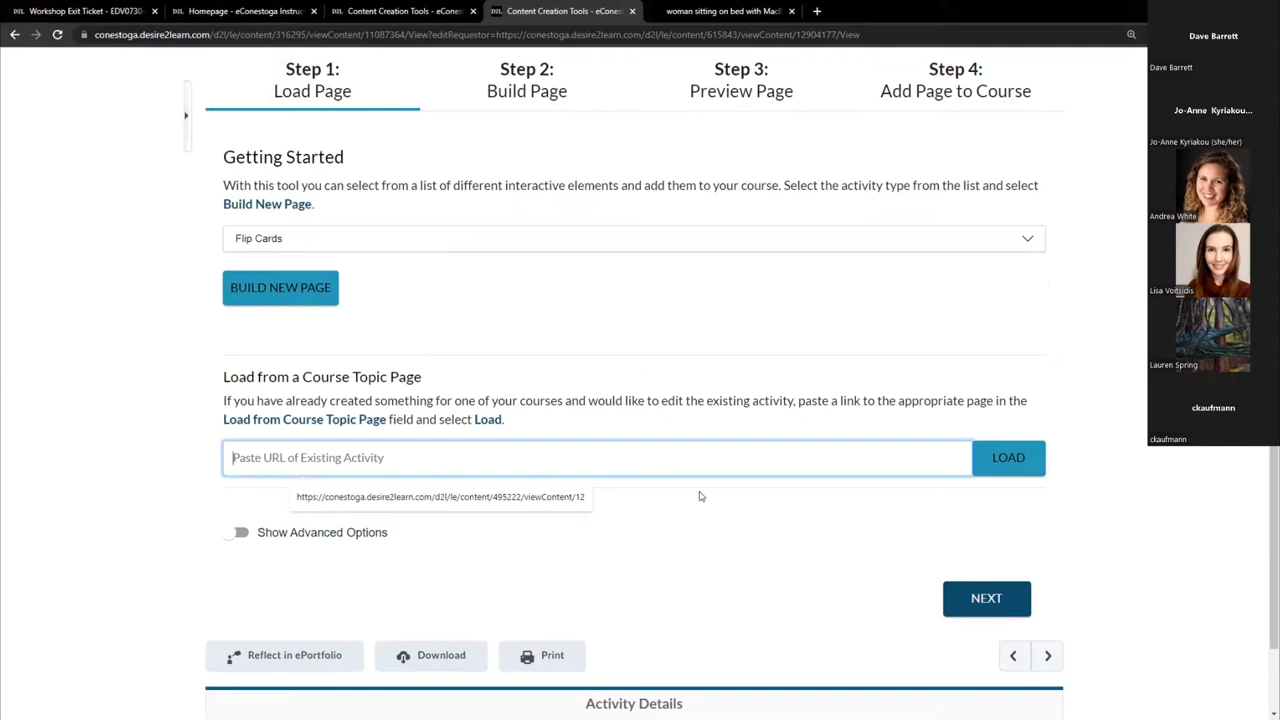 Workshop Exit Ticket - EDV0730-
Homepage - eConestoga Instruc
Content Creation Tools - eConest
Content Creation Tools - eConest
woman sitting on bed with MacB
conestoga.desire2learn.com/d2l/le/content/316295/viewContent/11087364/View?editRequestor=https://conestoga.desire2learn.com/d2l/le/content/615843/viewContent/12904177/View
Step 1:
Load Page
Step 2:
Build Page
Step 3:
Preview Page
Step 4:
Add Page to Course
Getting Started
With this tool you can select from a list of different interactive elements and add them to your course. Select the activity type from the list and select
Build New Page.
Flip Cards
BUILD NEW PAGE
Load from a Course Topic Page
If you have already created something for one of your courses and would like to edit the existing activity, paste a link to the appropriate page in the
Load from Course Topic Page field and select Load.
Paste URL of Existing Activity
LOAD
https://conestoga.desire2learn.com/d2l/le/content/495222/viewContent/12
Show Advanced Options
NEXT
Reflect in ePortfolio
Download
Print
Activity Details
Dave Barrett
Dave Barrett
Jo-Anne Kyriakou...
Jo-Anne Kyriakou (she/her)
Andrea White
Lisa Voitsidis
Lauren Spring
ckaufmann
ckaufmann